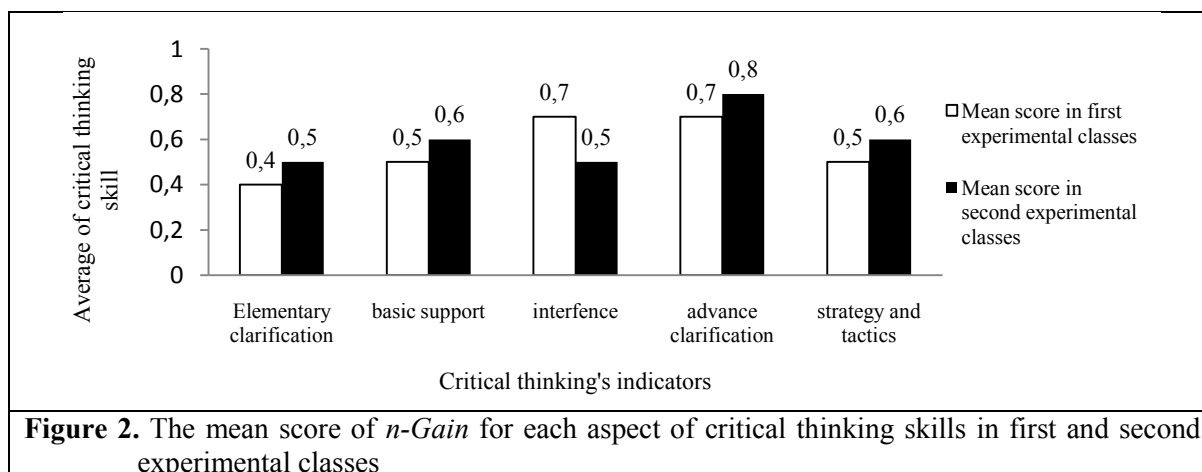 1
0,8
0,6
0,4
0,2
0
Average of critical thinking
skill
0,4
0,5
0,5
0,6
0,7
0,5
0,7
0,8
0,5
0,6
Elementary
clarification
basic support
interfence
advance
clarification
strategy and
tactics
Critical thinking's indicators
Mean score in first
experimental classes
Mean score in
second experimental
classes
Figure 2. The mean score of n-Gain for each aspect of critical thinking skills in first and second
experimental classes